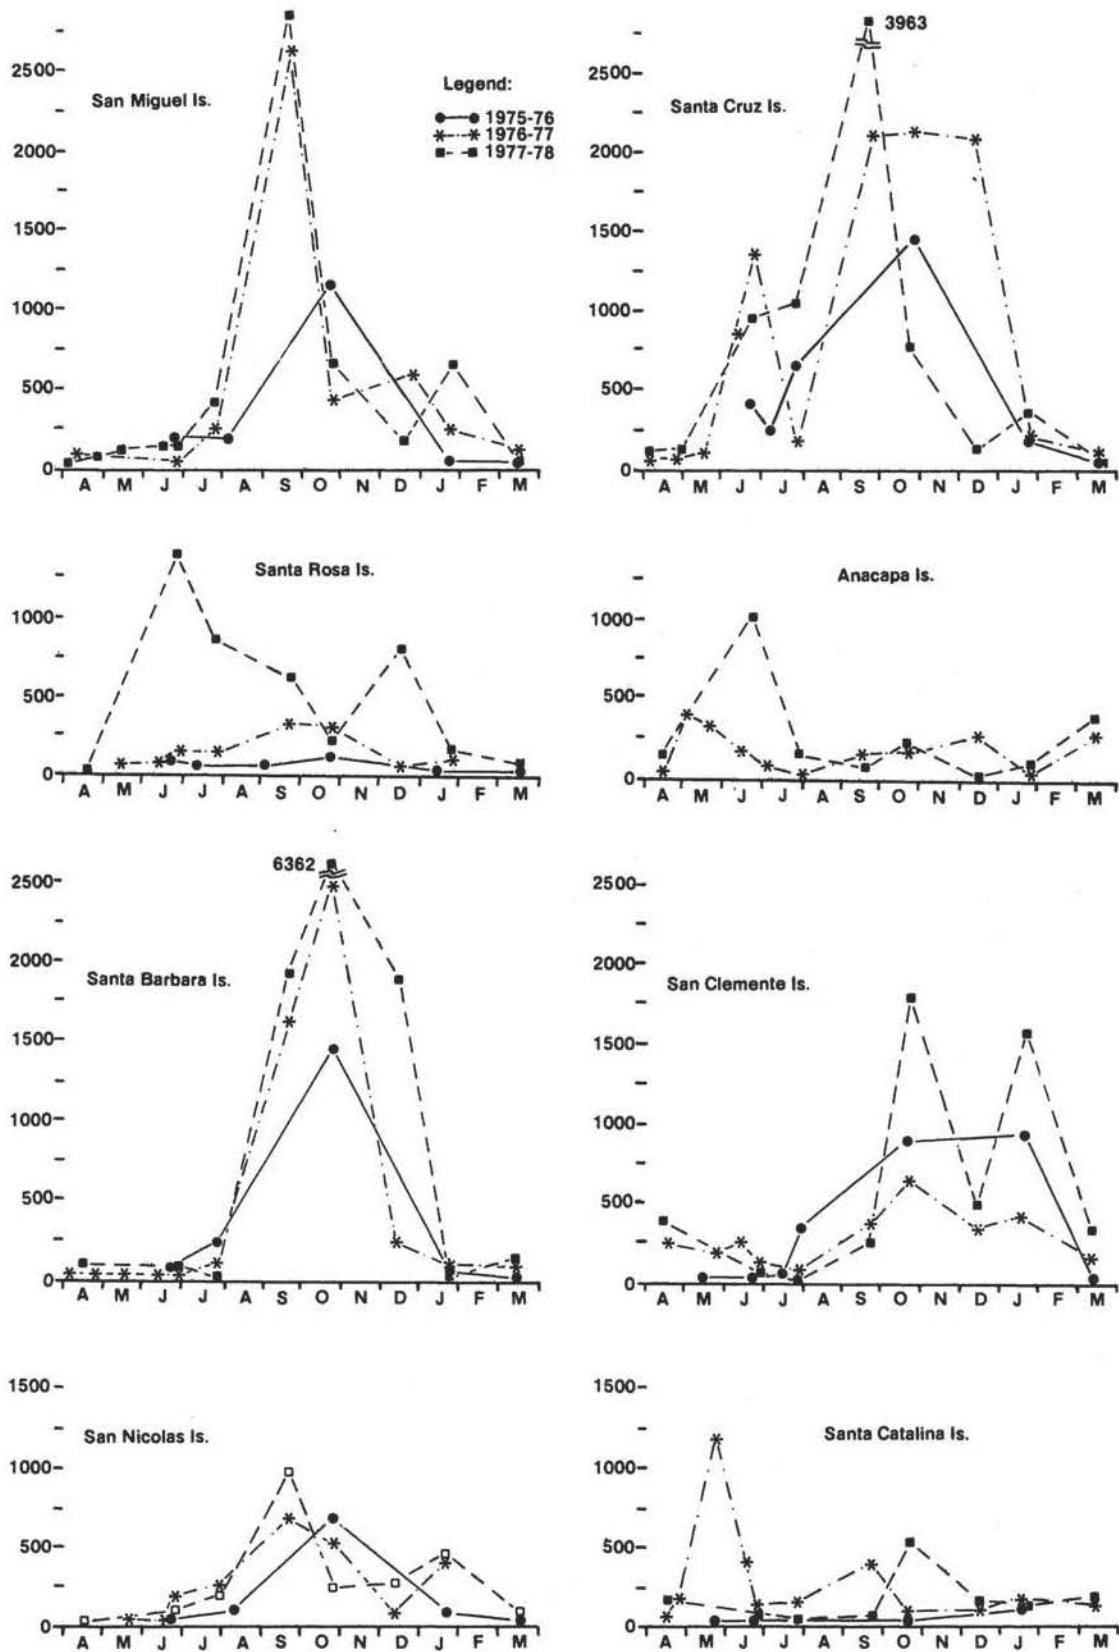 San Miguel Is.
2500
2000
1500
1000
500
0
A M J J A S O N D J F M
Legend:
1975-76
1976-77
1977-78
Santa Cruz Is.
3963
2500
2000
1500
1000
500
0
A M J J A S O N D J F M
Santa Rosa Is.
1000
500
0
A M J J A S O N D J F M
Anacapa Is.
1000
500
0
A M J J A S O N D J F M
Santa Barbara Is.
6362
2500
2000
1500
1000
500
0
A M J J A S O N D J F M
San Clemente Is.
2500
2000
1500
1000
500
0
A M J J A S O N D J F M
San Nicolas Is.
1500
1000
500
0
A M J J A S O N D J F M
Santa Catalina Is.
1500
1000
500
0
A M J J A S O N D J F M